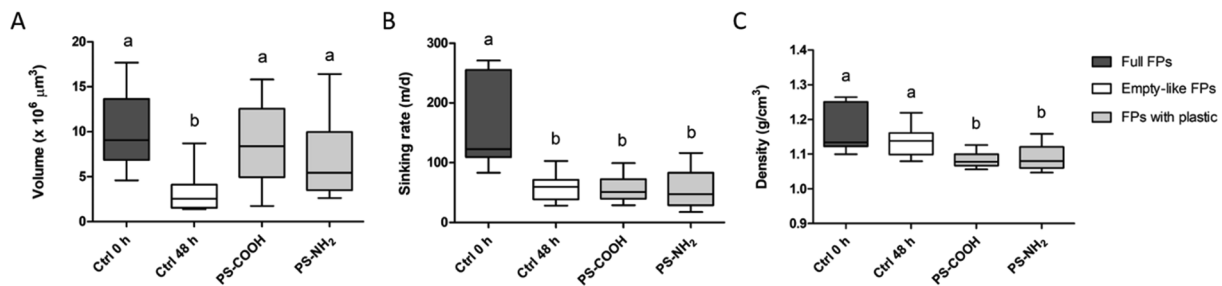 A
Volume (x 10⁶ μm³)
20
15
10
5
0
a
b
a
a
Ctrl 0 h
Ctrl 48 h
PS-COOH
PS-NH₂
B
Sinking rate (m/d)
300
200
100
0
a
b
b
b
Ctrl 0 h
Ctrl 48 h
PS-COOH
PS-NH₂
C
Density (g/cm³)
1.4
1.3
1.2
1.1
1.0
0.9
a
a
b
b
Ctrl 0 h
Ctrl 48 h
PS-COOH
PS-NH₂
Full FPs
Empty-like FPs
FPs with plastic